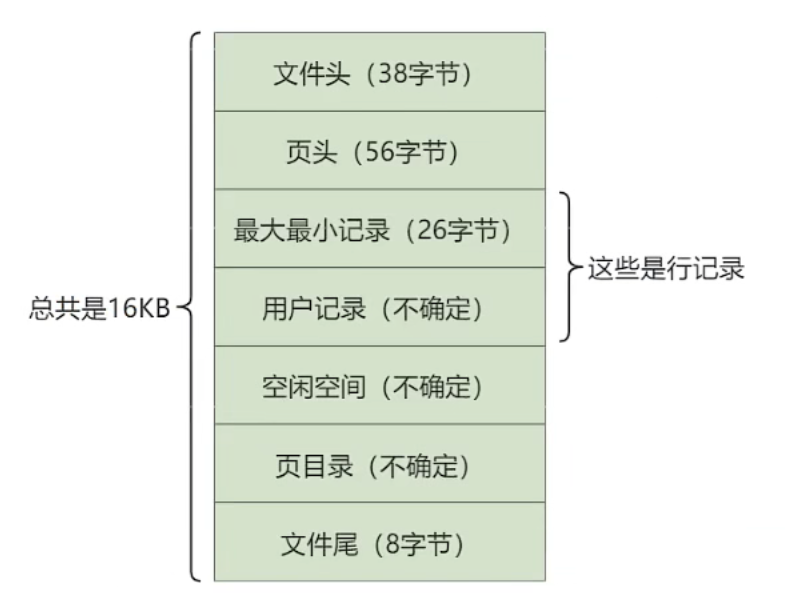 文件头（38字节）
页头（56字节）
最大最小记录（26字节）
这些是行记录
总共是16KB
用户记录（不确定）
空闲空间（不确定）
页目录（不确定）
文件尾（8字节）